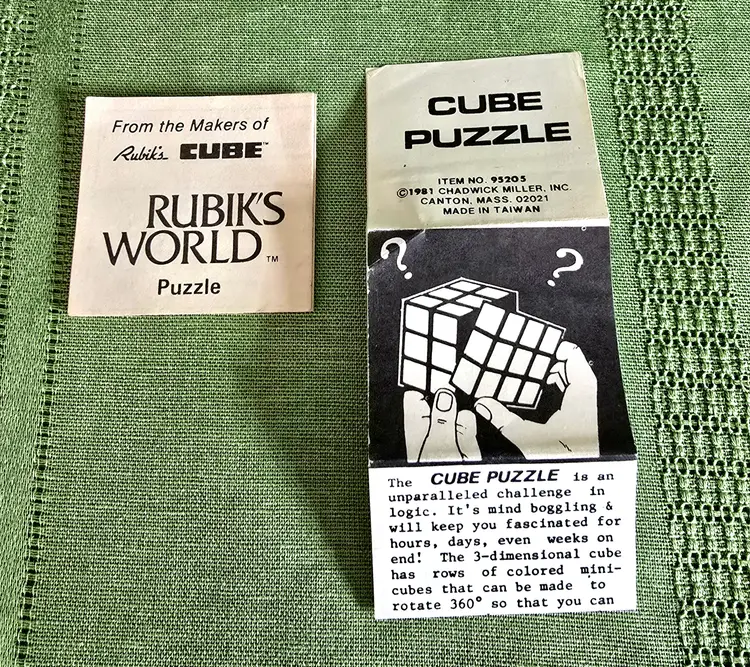 From the Makers of
Rubik's CUBE™
RUBIK'S
WORLD™
Puzzle
CUBE
PUZZLE
ITEM NO. 95205
©1981 CHADWICK MILLER, INC.
CANTON, MASS. 02021
MADE IN TAIWAN
? ?
The CUBE PUZZLE is an
unparalleled challenge in
logic. It's mind boggling &
will keep you fascinated for
hours, days, even weeks on
end! The 3-dimensional cube
has rows of colored mini-
cubes that can be made to
rotate 360° so that you can